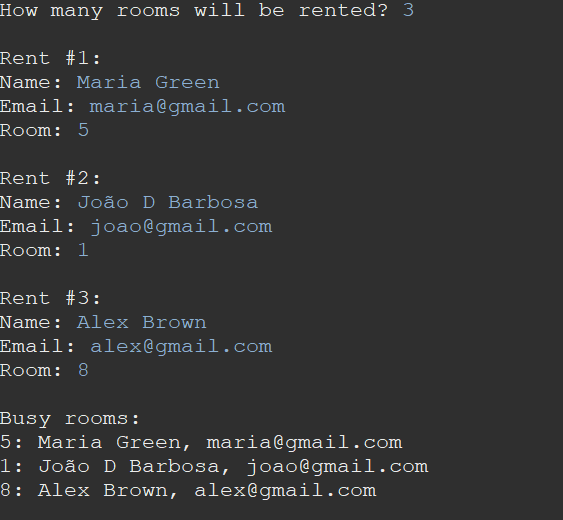 How many rooms will be rented? 3
Rent #1:
Name: Maria Green
Email: maria@gmail.com
Room: 5
Rent #2:
Name: João D Barbosa
Email: joao@gmail.com
Room: 1
Rent #3:
Name: Alex Brown
Email: alex@gmail.com
Room: 8
Busy rooms:
5: Maria Green, maria@gmail.com
1: João D Barbosa, joao@gmail.com
8: Alex Brown, alex@gmail.com